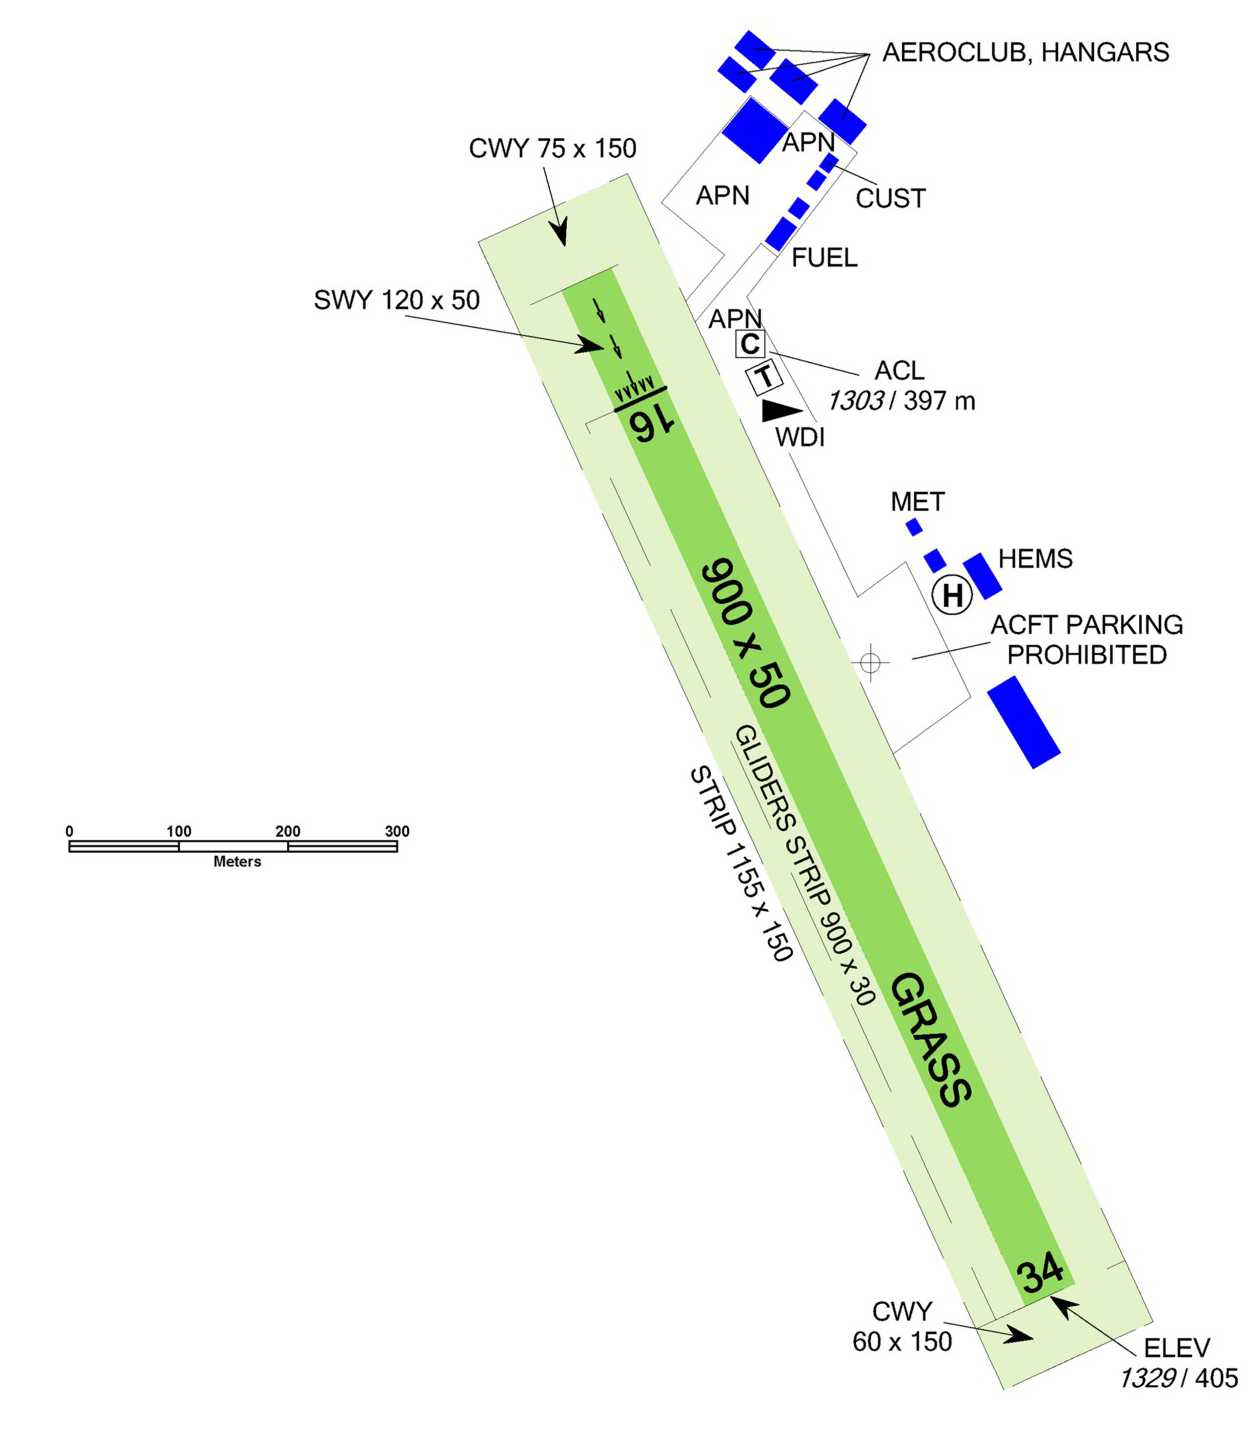 AEROCLUB, HANGARS
CWY 75 x 150
APN
APN
CUST
FUEL
SWY 120 x 50
APN
C
T
ACL
1303 / 397 m
WDI
16
MET
HEMS
H
ACFT PARKING
PROHIBITED
900 x 50
GLIDERS STRIP 900 x 30
STRIP 1155 x 150
0 100 200 300
Meters
GRASS
34
CWY
60 x 150
ELEV
1329 / 405